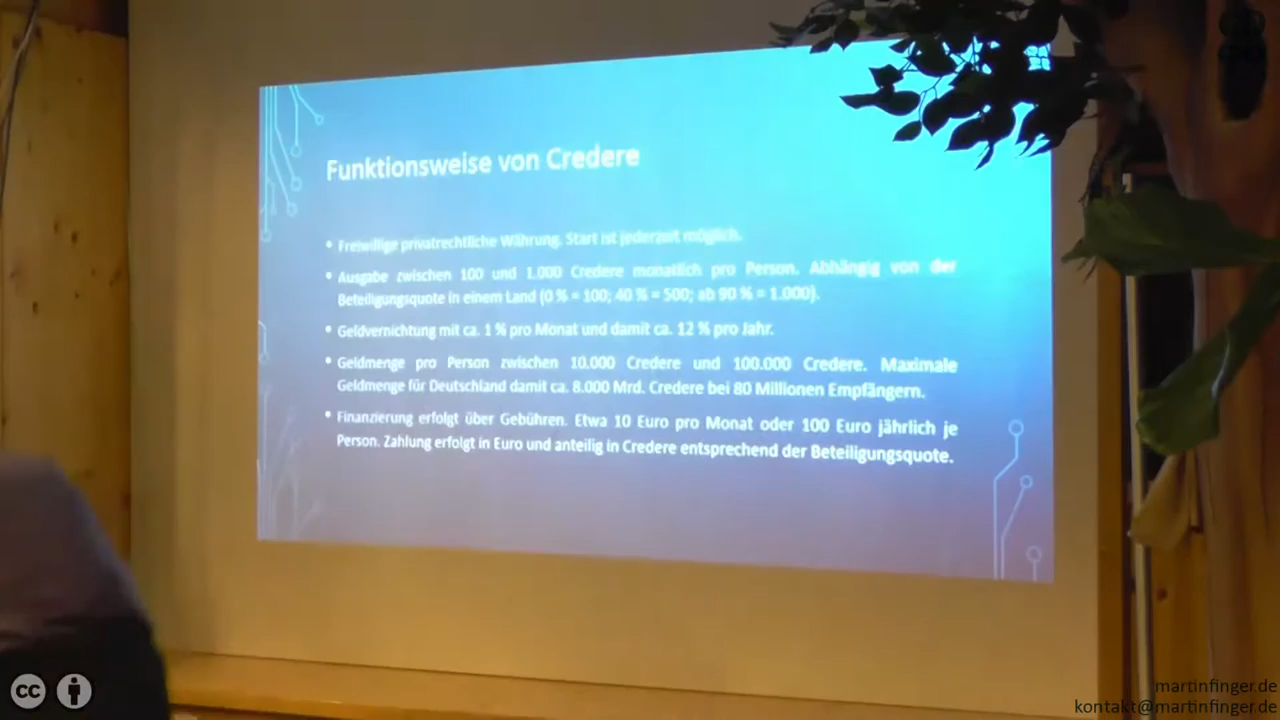 Funktionsweise von Credere
• Freiwillige privatrechtliche Währung. Start ist jederzeit möglich.
• Ausgabe zwischen 100 und 1.000 Credere monatlich pro Person. Abhängig von der
Beteiligungsquote in einem Land (0 % = 100; 40 % = 500; ab 90 % = 1.000).
• Geldvernichtung mit ca. 1 % pro Monat und damit ca. 12 % pro Jahr.
• Geldmenge pro Person zwischen 10.000 Credere und 100.000 Credere. Maximale
Geldmenge für Deutschland damit ca. 8.000 Mrd. Credere bei 80 Millionen Empfängern.
• Finanzierung erfolgt über Gebühren. Etwa 10 Euro pro Monat oder 100 Euro jährlich je
Person. Zahlung erfolgt in Euro und anteilig in Credere entsprechend der Beteiligungsquote.
cc
martinfinger.de
kontakt@martinfinger.de